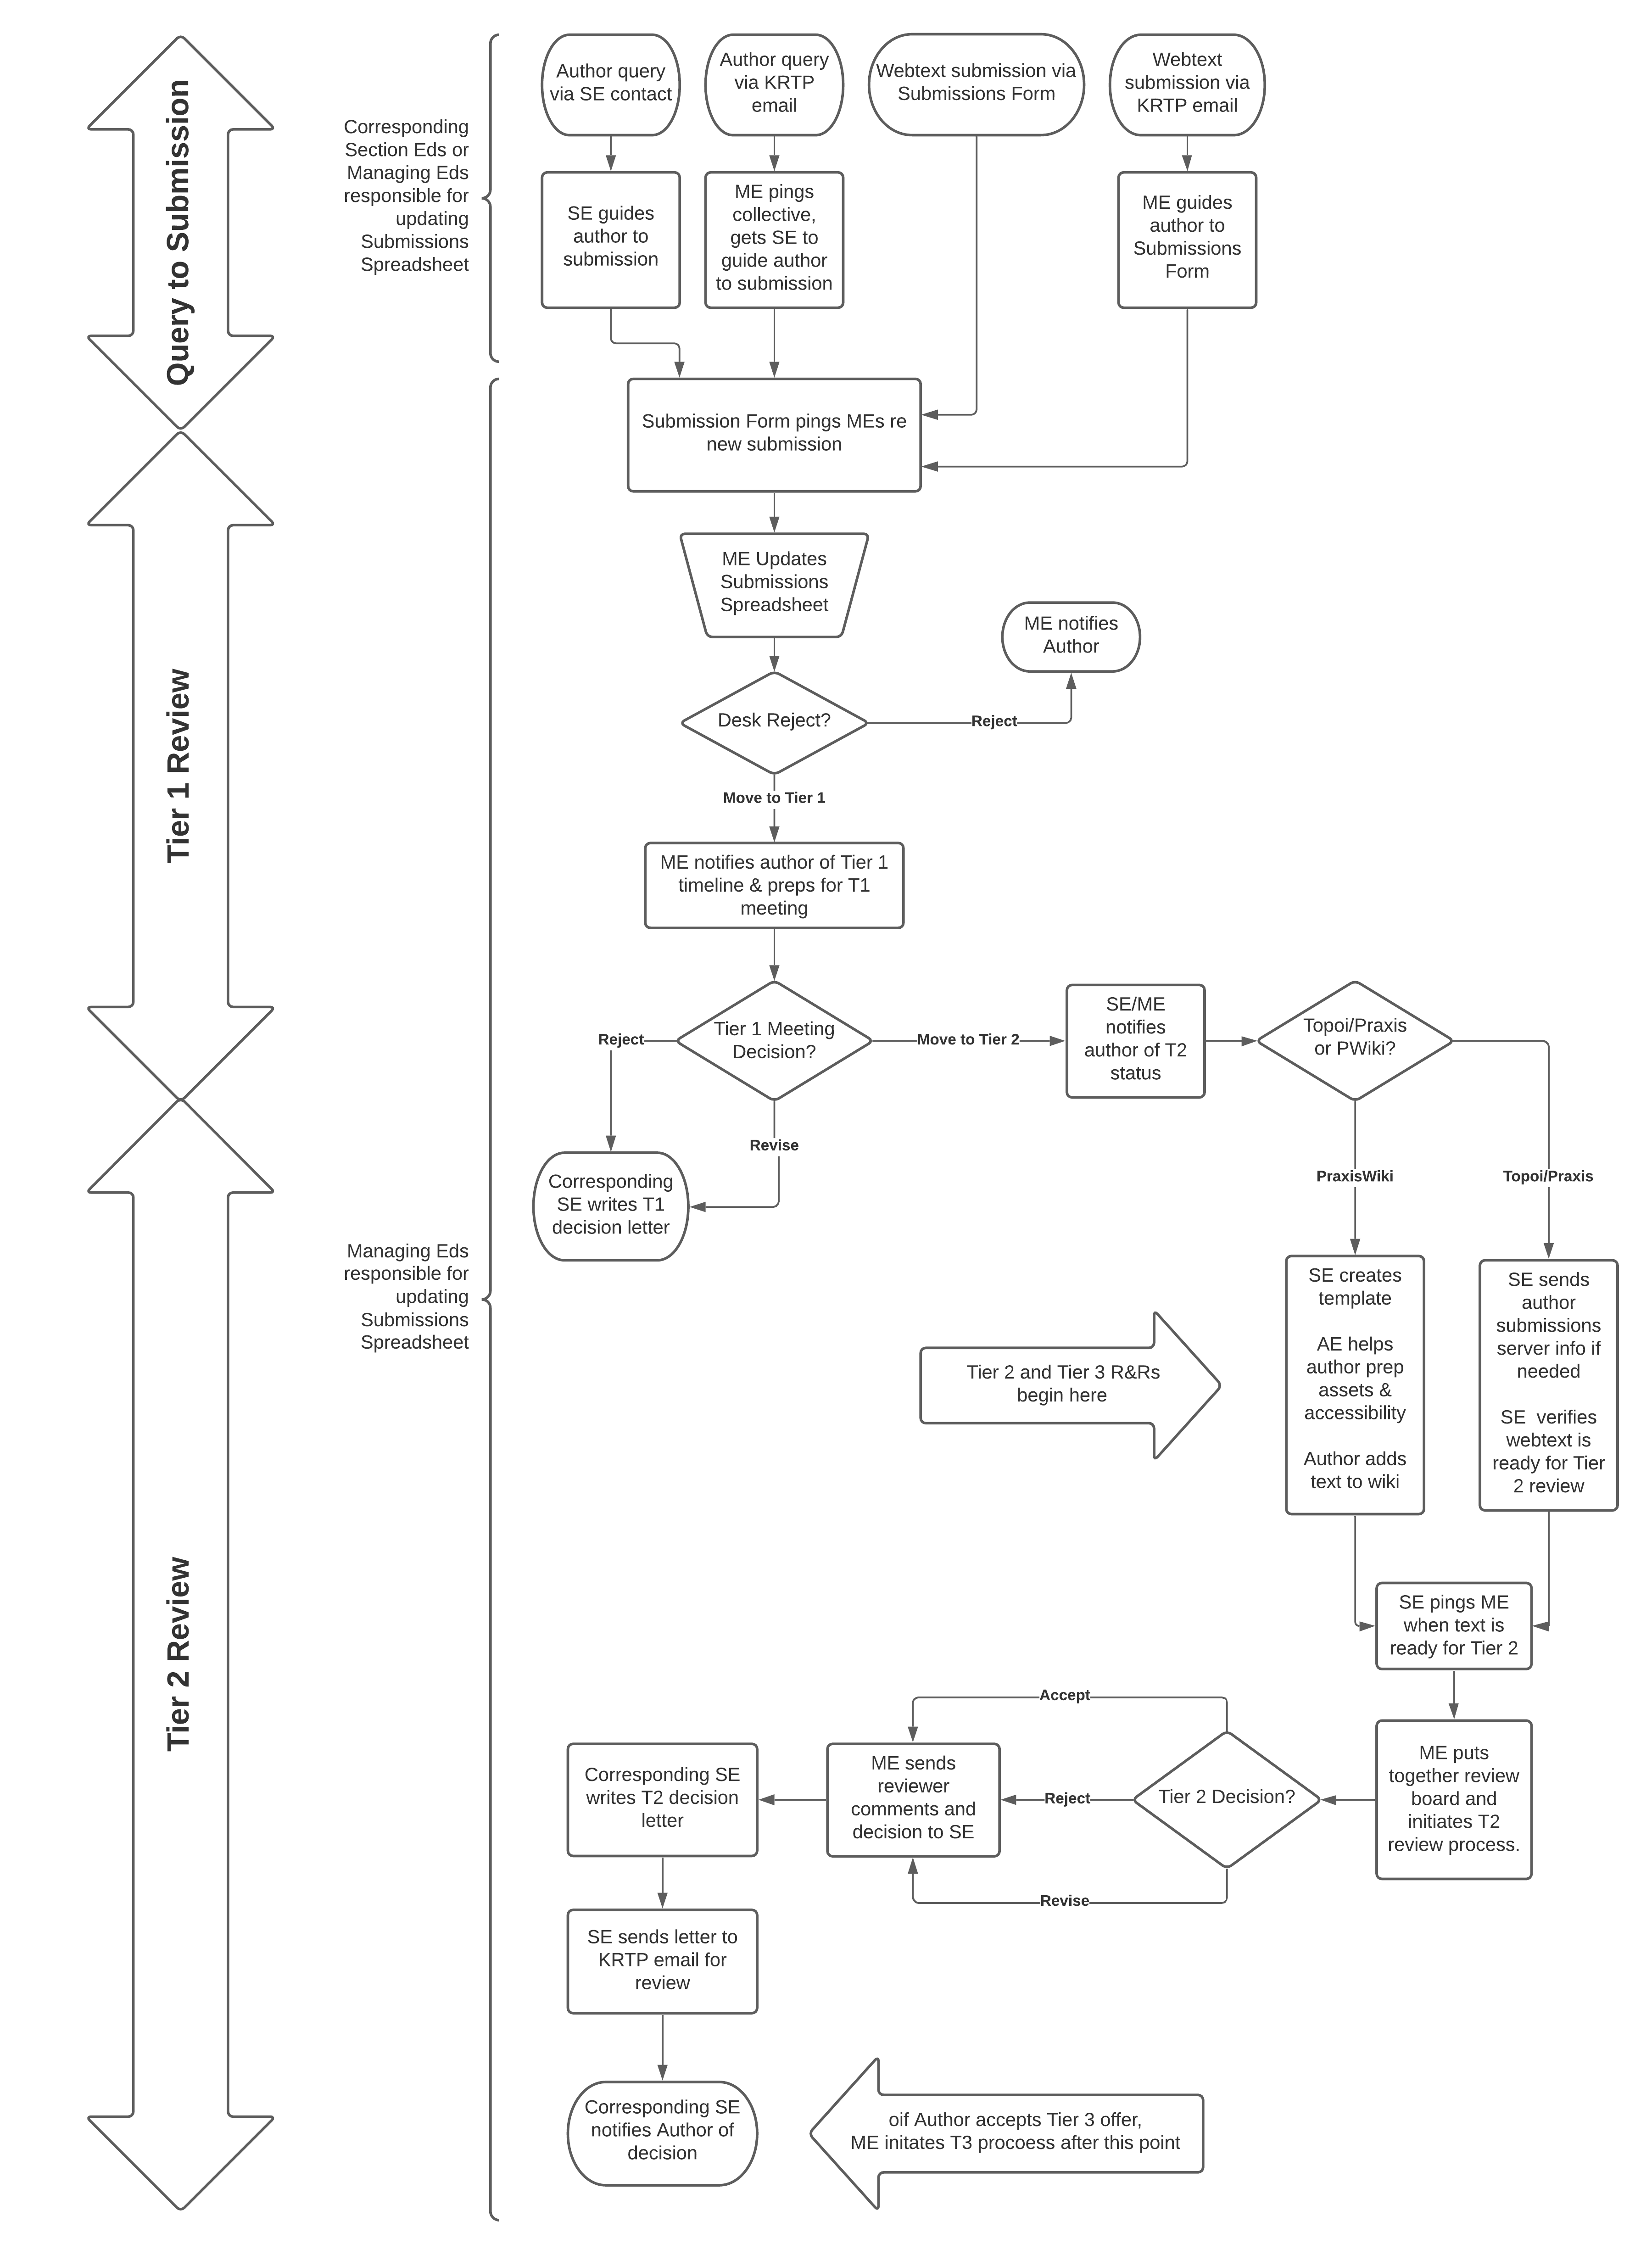 Query to Submission
Corresponding
Section Eds or
Managing Eds
responsible for
updating
Submissions
Spreadsheet
Author query
via SE contact
Author query
via KRTP
email
Webtext submission via
Submissions Form
Webtext
submission via
KRTP email
SE guides
author to
submission
ME pings
collective,
gets SE to
guide author
to submission
ME guides
author to
Submissions
Form
Submission Form pings MEs re
new submission
Tier 1 Review
ME Updates
Submissions
Spreadsheet
ME notifies
Author
Desk Reject?
Reject
Move to Tier 1
ME notifies author of Tier 1
timeline & preps for T1
meeting
Reject
Tier 1 Meeting
Decision?
Move to Tier 2
SE/ME
notifies
author of T2
status
Topoi/Praxis
or PWiki?
Revise
Corresponding
SE writes T1
decision letter
PraxisWiki
Topoi/Praxis
Managing Eds
responsible for
updating
Submissions
Spreadsheet
Tier 2 and Tier 3 R&Rs
begin here
SE creates
template
AE helps
author prep
assets &
accessibility
Author adds
text to wiki
SE sends
author
submissions
server info if
needed
SE  verifies
webtext is
ready for Tier
2 review
Tier 2 Review
SE pings ME
when text is
ready for Tier 2
Accept
Corresponding SE
writes T2 decision
letter
ME sends
reviewer
comments and
decision to SE
Reject
Tier 2 Decision?
ME puts
together review
board and
initiates T2
review process.
Revise
SE sends letter to
KRTP email for
review
Corresponding SE
notifies Author of
decision
oif Author accepts Tier 3 offer,
ME initates T3 procoess after this point